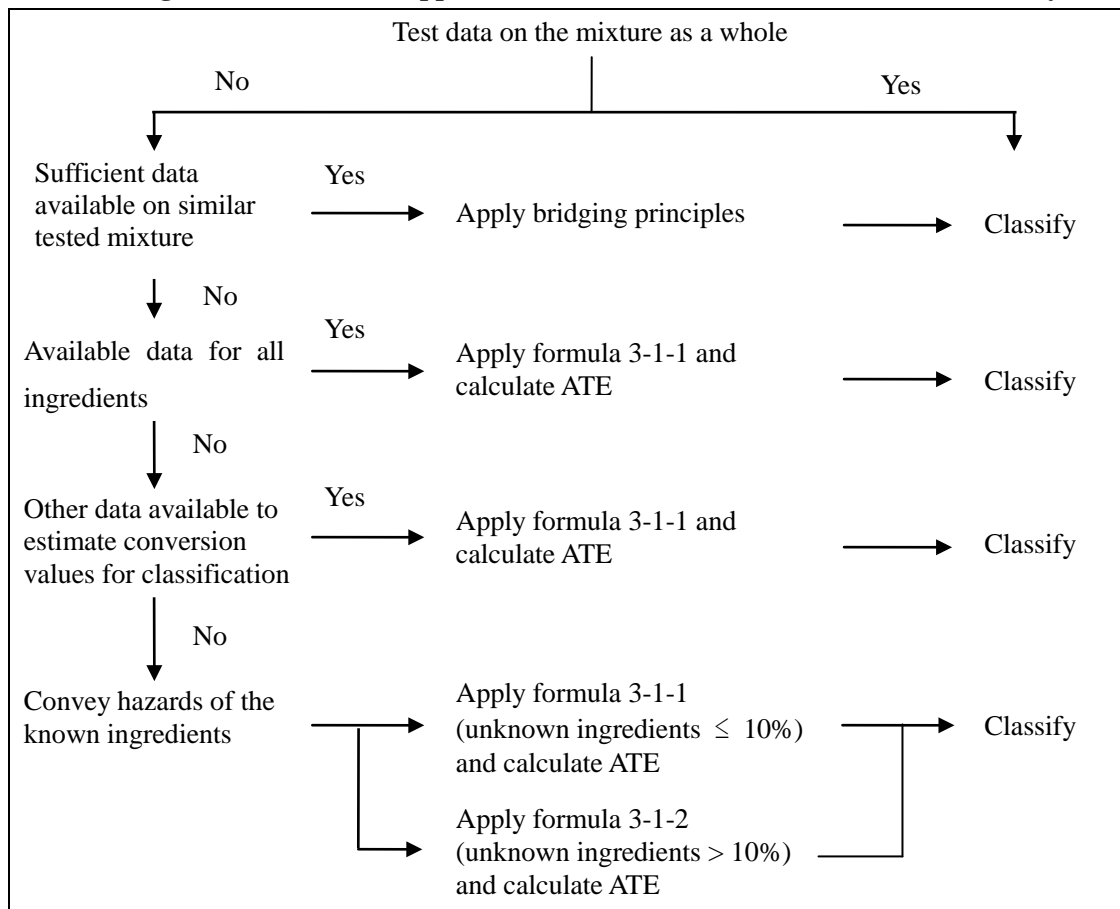 Test data on the mixture as a whole
No
Yes
Sufficient data
available on similar
tested mixture
Yes
Apply bridging principles
Classify
No
Available data for all
ingredients
Yes
Apply formula 3-1-1 and
calculate ATE
Classify
No
Other data available to
estimate conversion
values for classification
Yes
Apply formula 3-1-1 and
calculate ATE
Classify
No
Convey hazards of the
known ingredients
Apply formula 3-1-1
(unknown ingredients ≤ 10%)
and calculate ATE
Classify
Apply formula 3-1-2
(unknown ingredients > 10%)
and calculate ATE